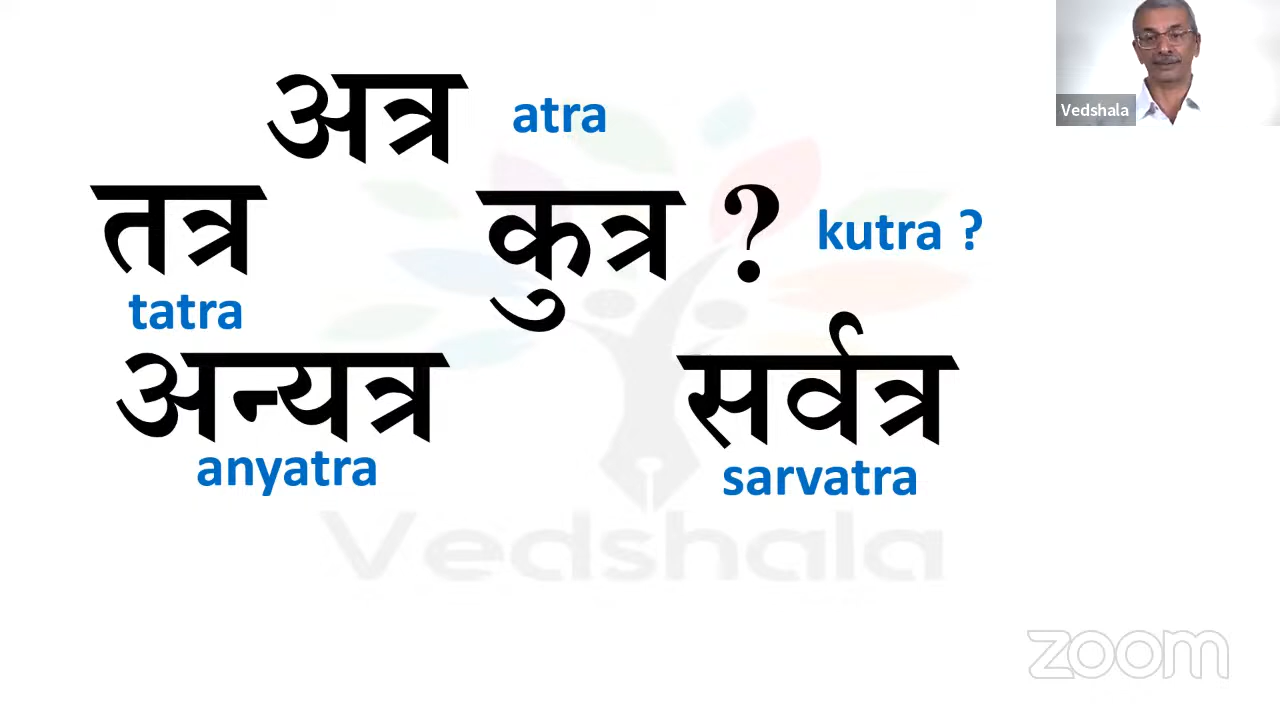 Vedshala
अत्र atra
तत्र कुत्र ? kutra ?
tatra
अन्यत्र सर्वत्र
anyatra sarvatra
Vedshala
zoom